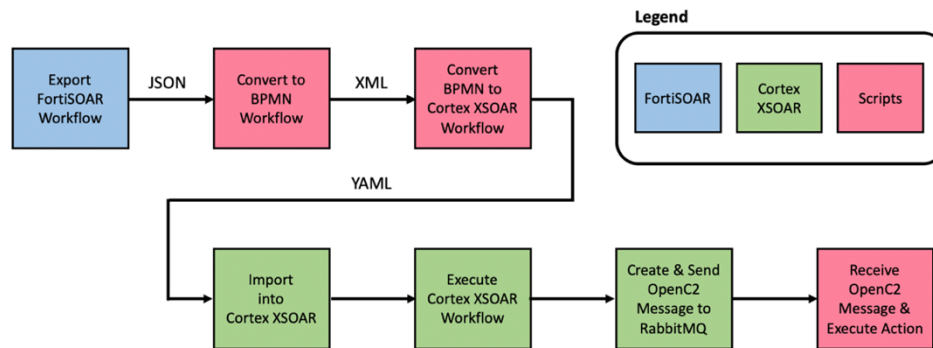 Legend
Export
FortiSOAR
Workflow
JSON
Convert to
BPMN
Workflow
XML
Convert
BPMN to
Cortex XSOAR
Workflow
FortiSOAR
Cortex
XSOAR
Scripts
YAML
Import
into
Cortex XSOAR
Execute
Cortex XSOAR
Workflow
Create & Send
OpenC2
Message to
RabbitMQ
Receive
OpenC2
Message &
Execute Action